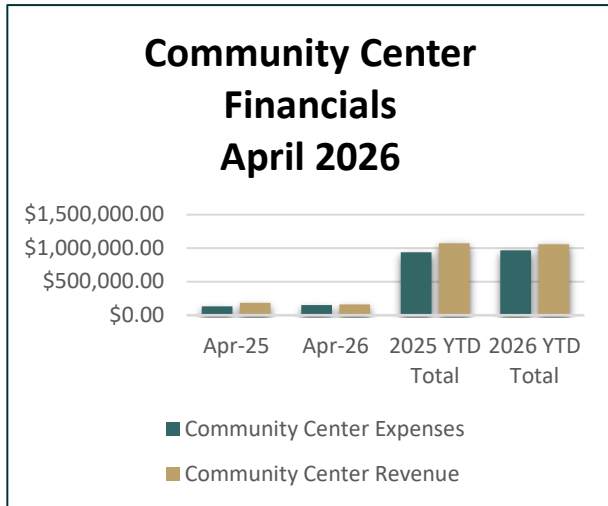 Community Center
Financials
April 2026
$1,500,000.00
$1,000,000.00
$500,000.00
$0.00
Apr-25
Apr-26
2025 YTD
Total
2026 YTD
Total
Community Center Expenses
Community Center Revenue